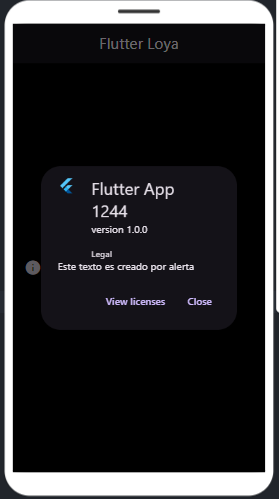 Flutter Loya
Flutter App
1244
version 1.0.0
Legal
Este texto es creado por alerta
View licenses
Close